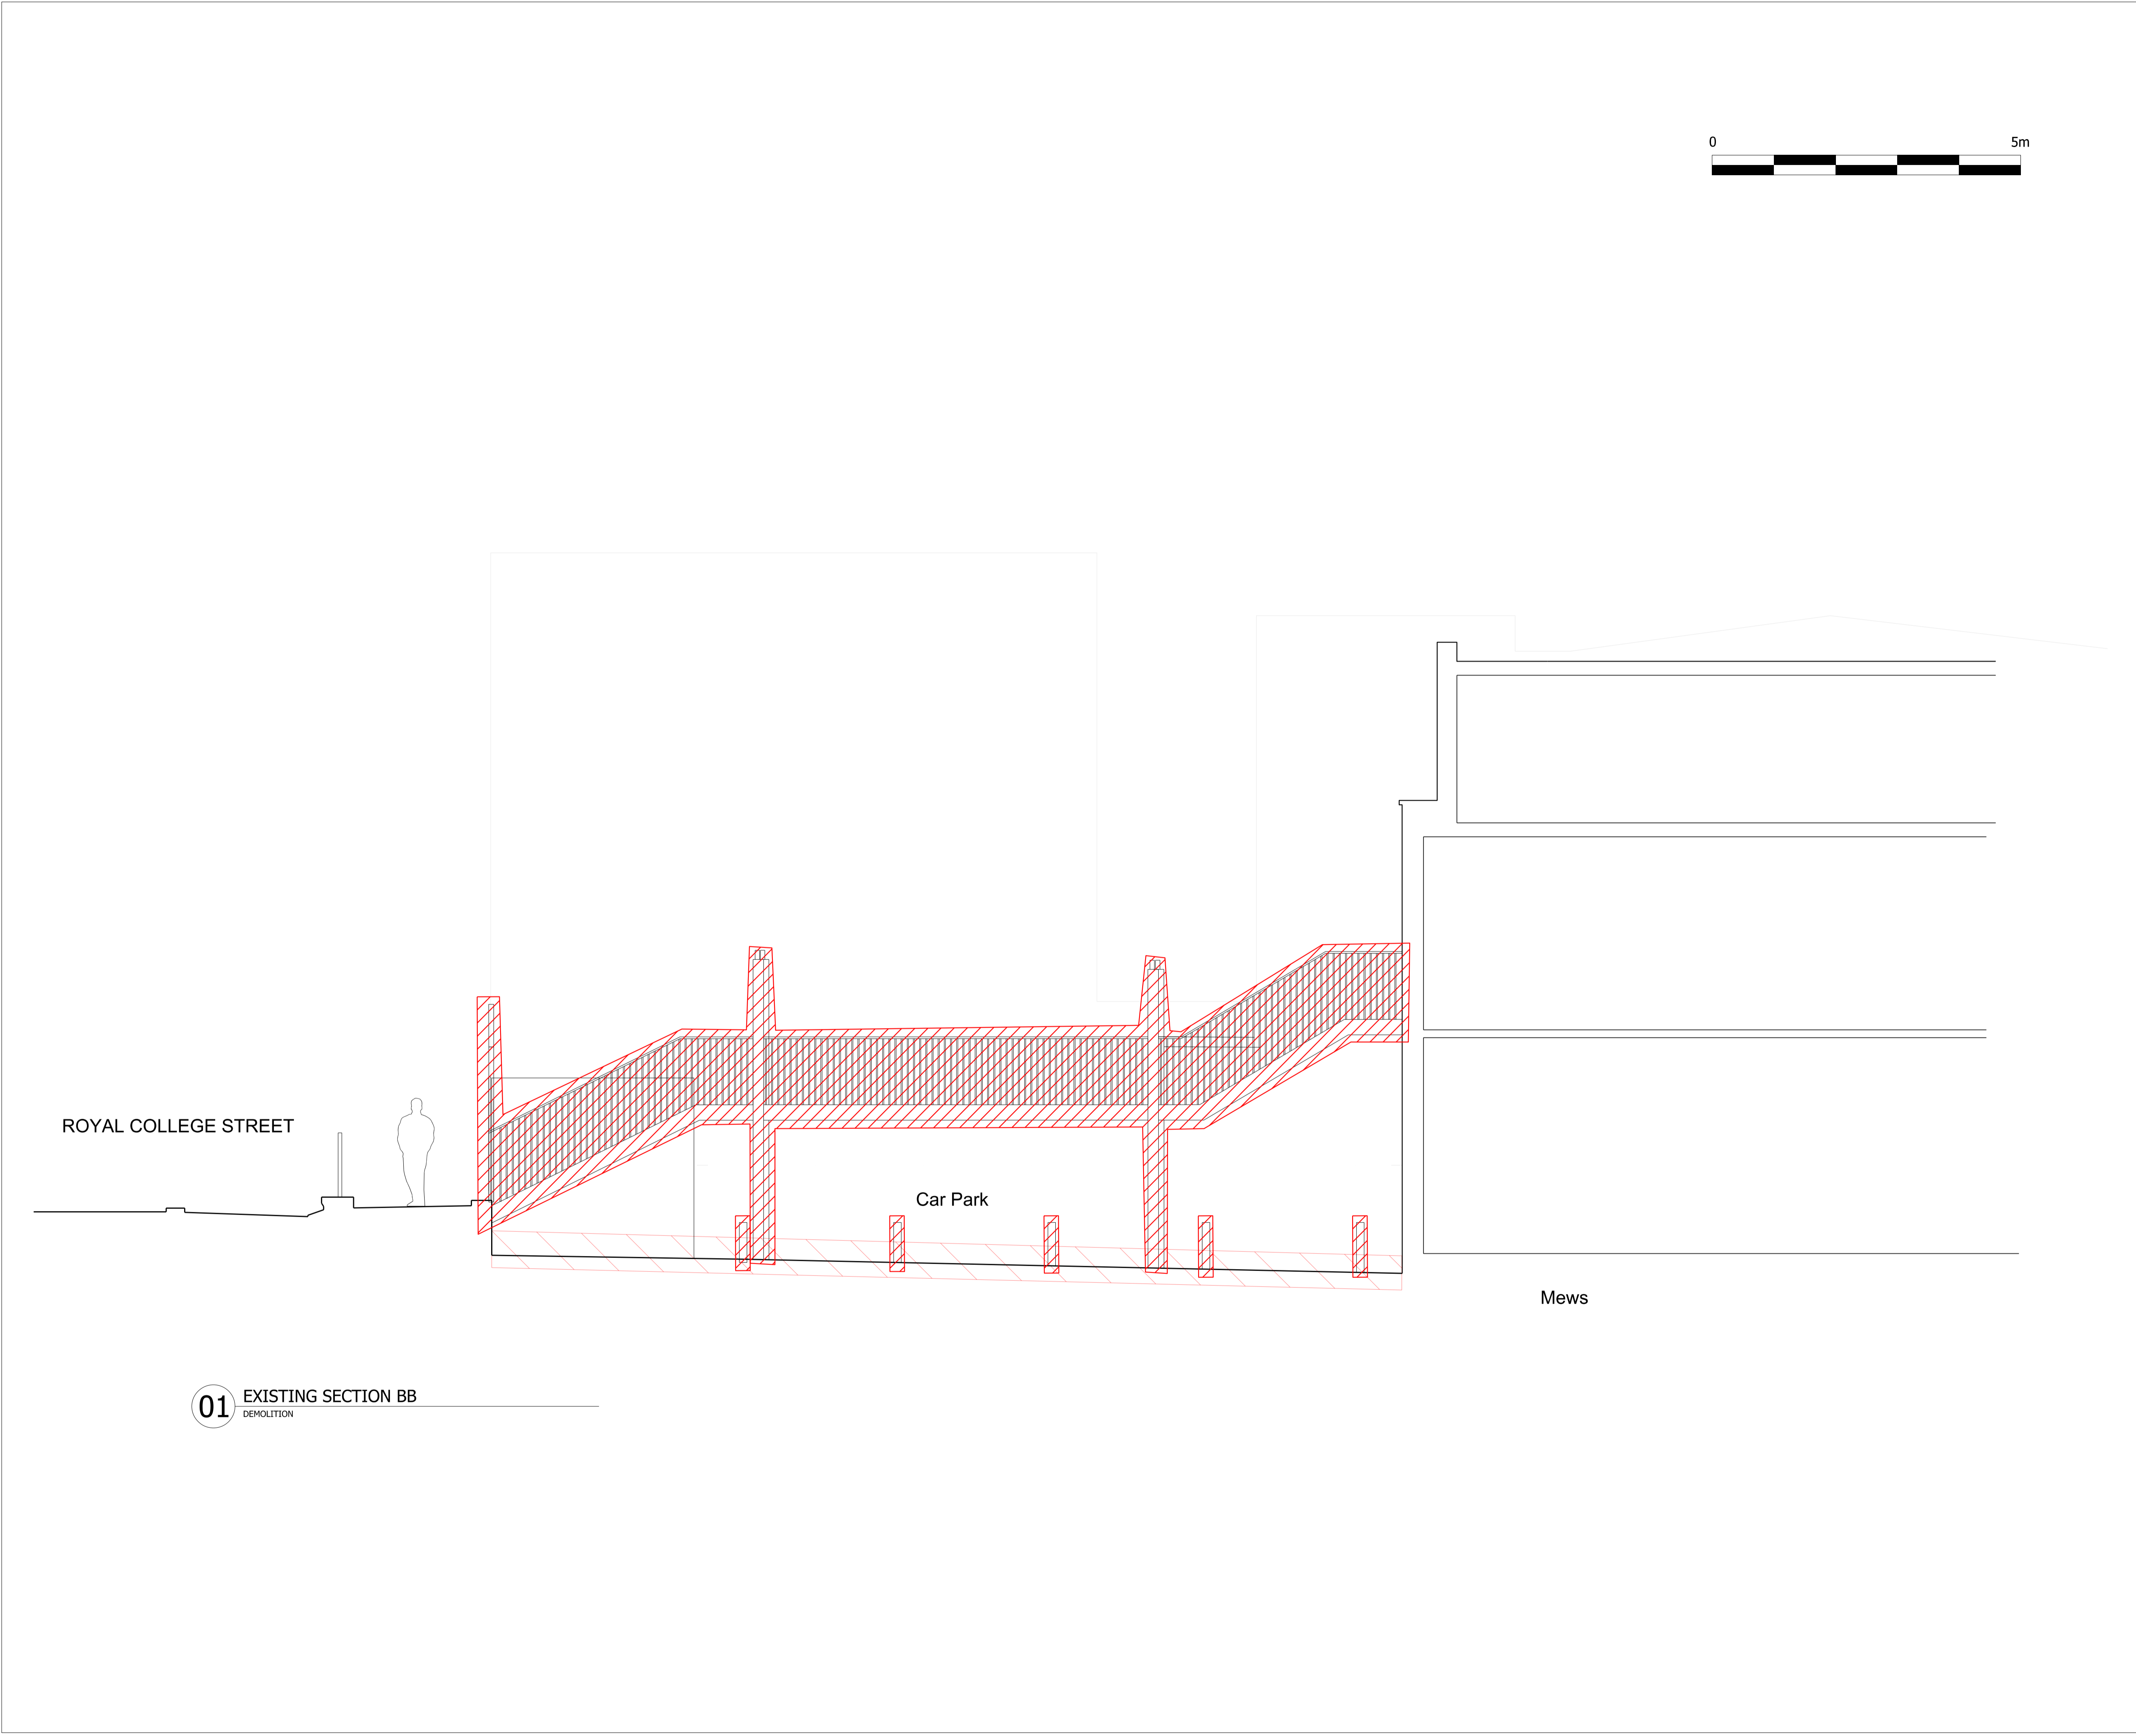 0 5m
ROYAL COLLEGE STREET
Car Park
Mews
01 EXISTING SECTION BB
DEMOLITION